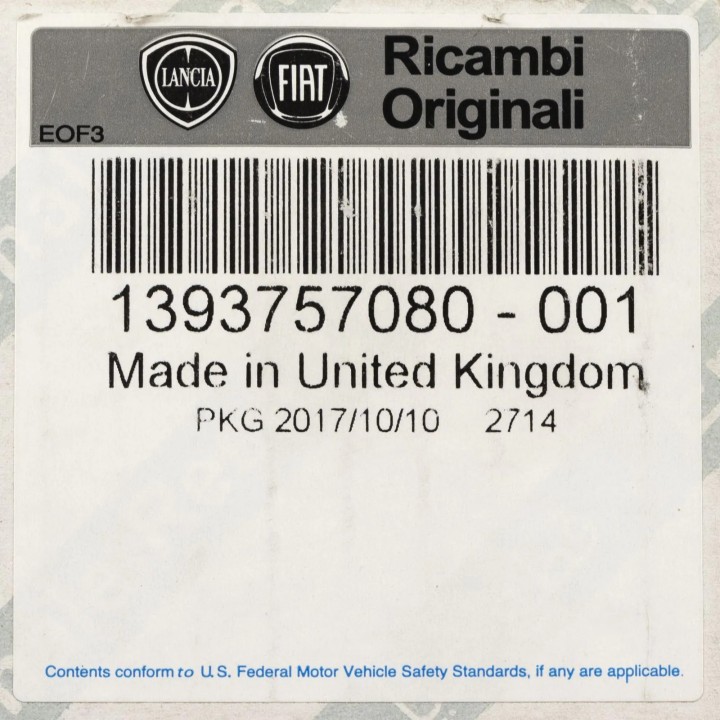 LANCIA FIAT Ricambi
Originali
EOF3
1393757080 - 001
Made in United Kingdom
PKG 2017/10/10 2714
Contents conform to U.S. Federal Motor Vehicle Safety Standards, if any are applicable.